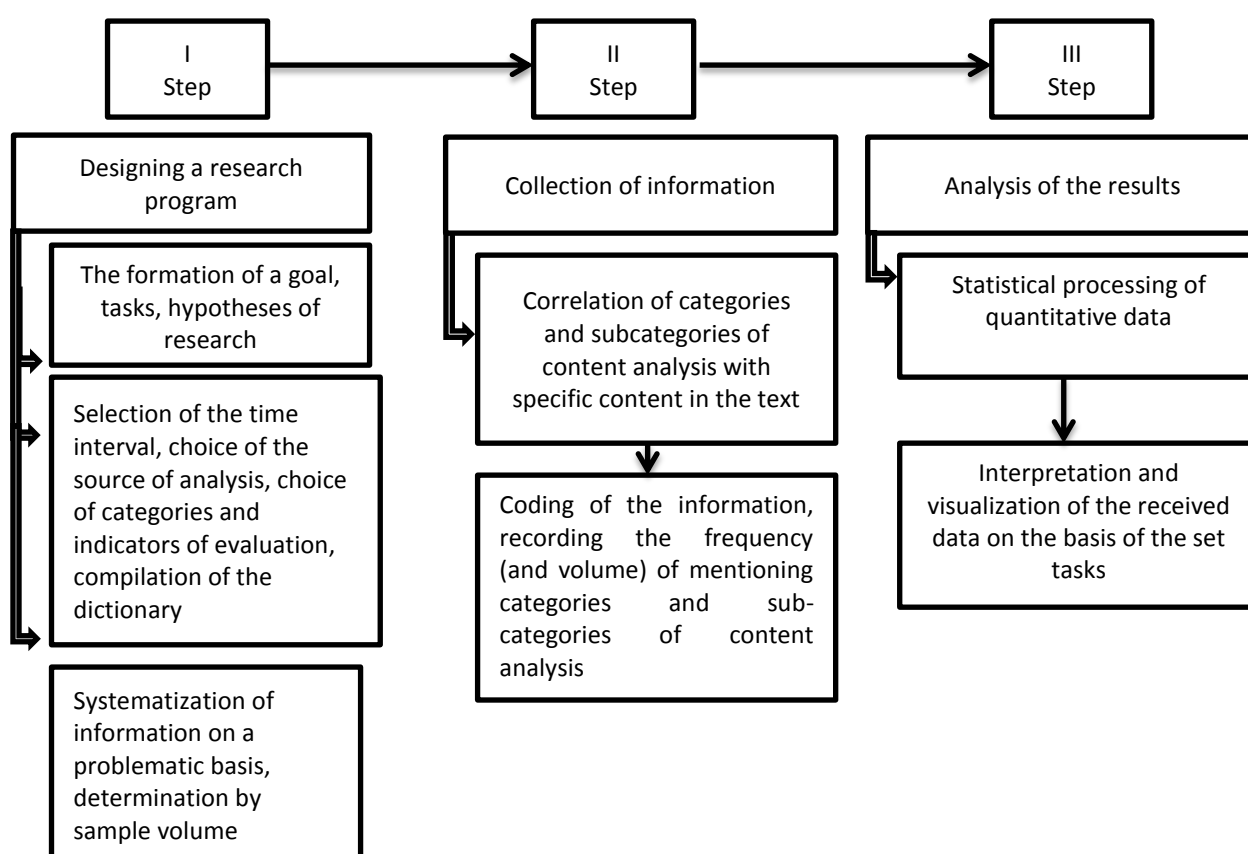 I
Step
II
Step
III
Step
Designing a research
program
The formation of a goal,
tasks, hypotheses of
research
Selection of the time
interval, choice of the
source of analysis, choice
of categories and
indicators of evaluation,
compilation of the
dictionary
Systematization of
information on a
problematic basis,
determination by
sample volume
Collection of information
Correlation of categories
and subcategories of
content analysis with
specific content in the text
Coding of the information,
recording the frequency
(and volume) of mentioning
categories and sub-
categories of content
analysis
Analysis of the results
Statistical processing of
quantitative data
Interpretation and
visualization of the received
data on the basis of the set
tasks